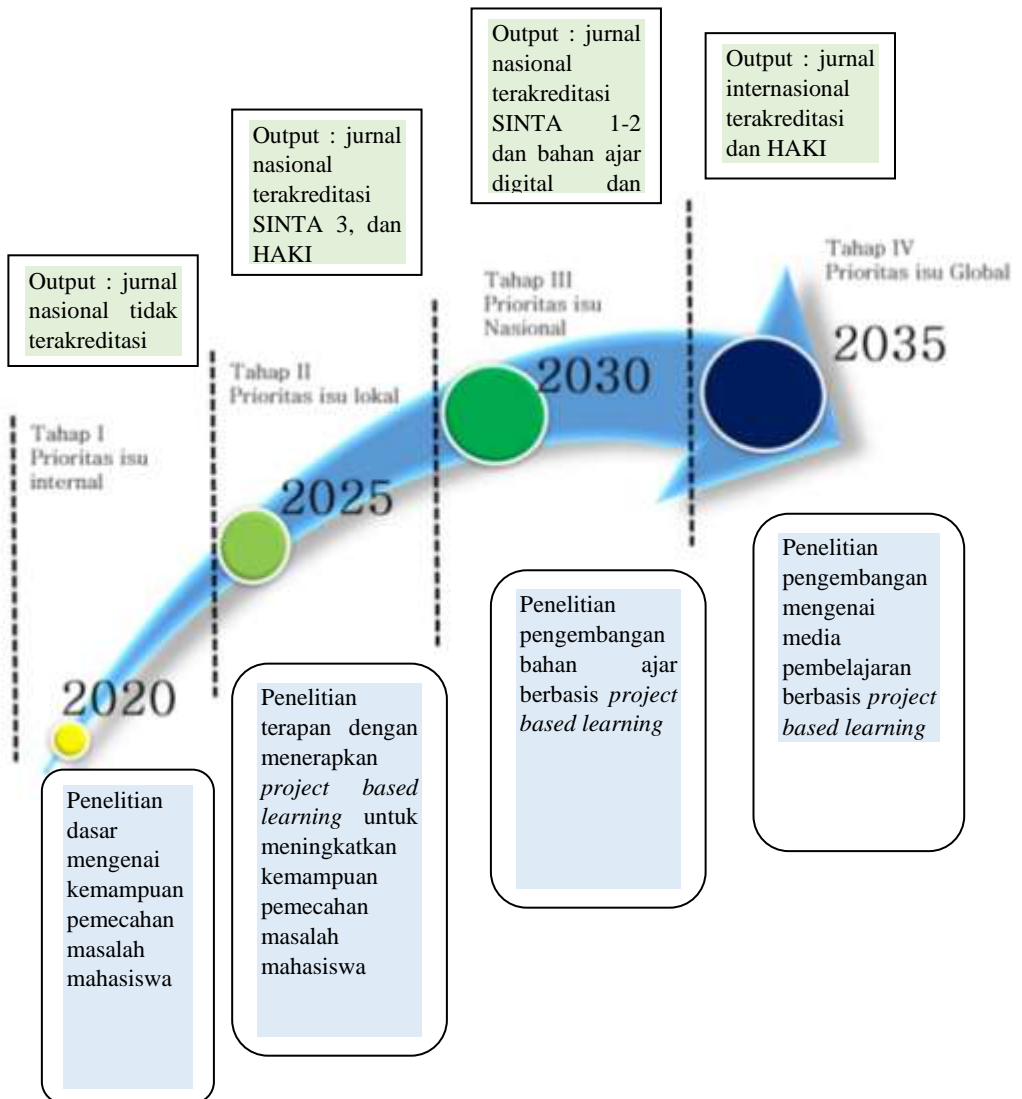 Output : jurnal
nasional tidak
terakreditasi
Output : jurnal
nasional
terakreditasi
SINTA 3, dan
HAKI
Output : jurnal
nasional
terakreditasi
SINTA 1-2
dan bahan ajar
digital dan
Output : jurnal
internasional
terakreditasi
dan HAKI
Tahap I
Prioritas isu
internal
Tahap II
Prioritas isu lokal
Tahap III
Prioritas isu
Nasional
Tahap IV
Prioritas isu Global
2020
2025
2030
2035
Penelitian
dasar
mengenai
kemampuan
pemecahan
masalah
mahasiswa
Penelitian
terapan dengan
menerapkan
project based
learning untuk
meningkatkan
kemampuan
pemecahan
masalah
mahasiswa
Penelitian
pengembangan
bahan ajar
berbasis project
based learning
Penelitian
pengembangan
mengenai
media
pembelajaran
berbasis project
based learning